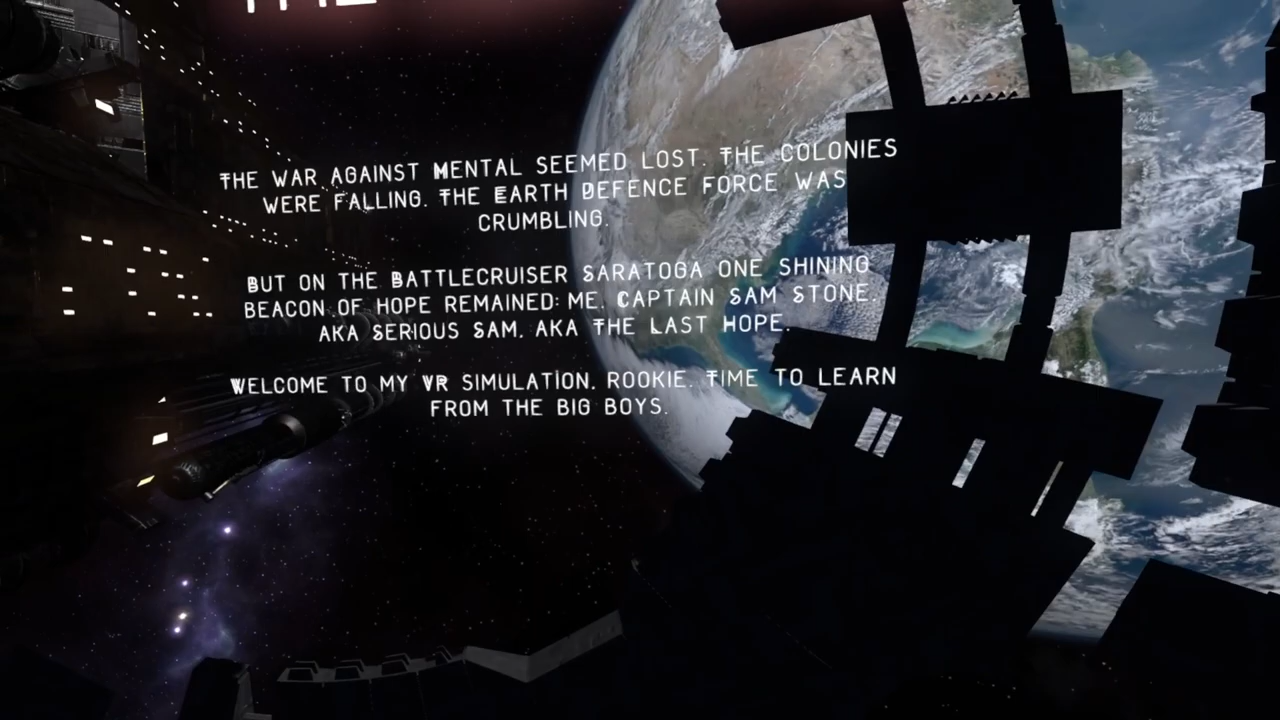 THE
THE WAR AGAINST MENTAL SEEMED LOST. THE COLONIES
WERE FALLING. THE EARTH DEFENCE FORCE WAS
CRUMBLING.
BUT ON THE BATTLECRUISER SARATOGA ONE SHINING
BEACON OF HOPE REMAINED: ME, CAPTAIN SAM STONE,
AKA SERIOUS SAM, AKA THE LAST HOPE.
WELCOME TO MY VR SIMULATION, ROOKIE. TIME TO LEARN
FROM THE BIG BOYS.